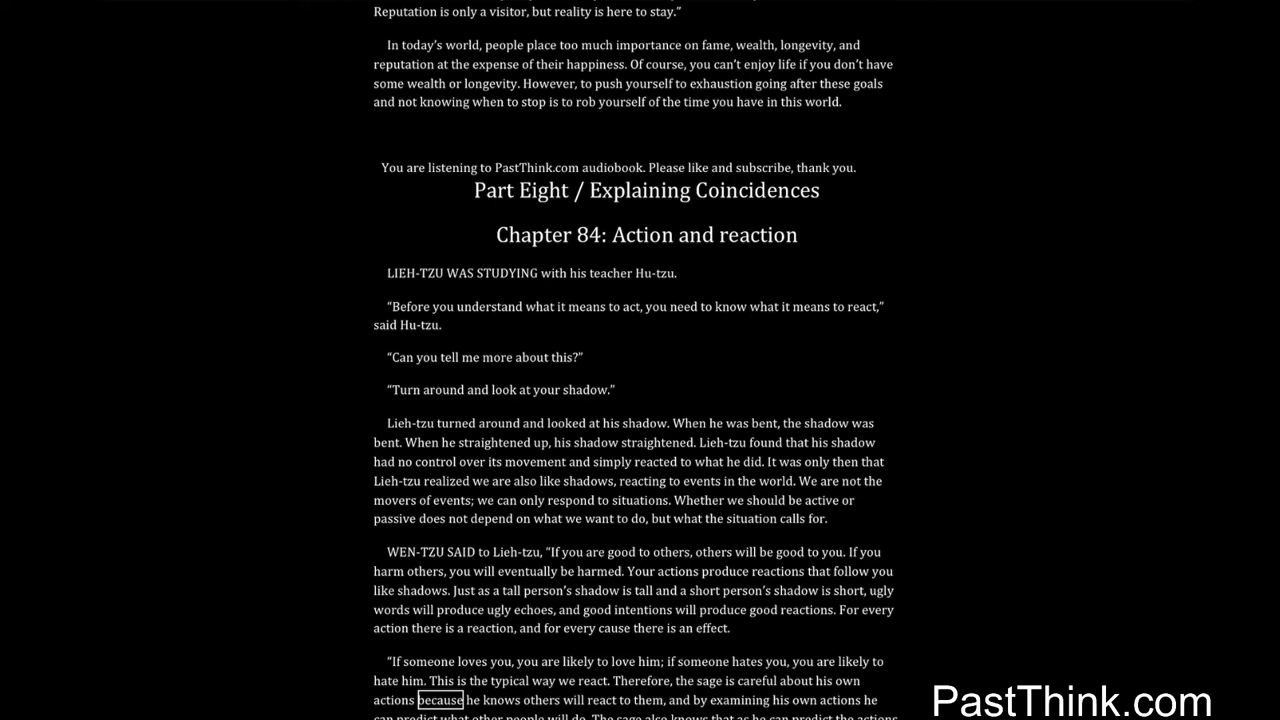 Reputation is only a visitor, but reality is here to stay.”
In today’s world, people place too much importance on fame, wealth, longevity, and
reputation at the expense of their happiness. Of course, you can’t enjoy life if you don’t have
some wealth or longevity. However, to push yourself to exhaustion going after these goals
and not knowing when to stop is to rob yourself of the time you have in this world.
You are listening to PastThink.com audiobook. Please like and subscribe, thank you.
Part Eight / Explaining Coincidences
Chapter 84: Action and reaction
LIEH-TZU WAS STUDYING with his teacher Hu-tzu.
“Before you understand what it means to act, you need to know what it means to react,”
said Hu-tzu.
“Can you tell me more about this?”
“Turn around and look at your shadow.”
Lieh-tzu turned around and looked at his shadow. When he was bent, the shadow was
bent. When he straightened up, his shadow straightened. Lieh-tzu found that his shadow
had no control over its movement and simply reacted to what he did. It was only then that
Lieh-tzu realized we are also like shadows, reacting to events in the world. We are not the
movers of events; we can only respond to situations. Whether we should be active or
passive does not depend on what we want to do, but what the situation calls for.
WEN-TZU SAID to Lieh-tzu, “If you are good to others, others will be good to you. If you
harm others, you will eventually be harmed. Your actions produce reactions that follow you
like shadows. Just as a tall person’s shadow is tall and a short person’s shadow is short, ugly
words will produce ugly echoes, and good intentions will produce good reactions. For every
action there is a reaction, and for every cause there is an effect.
“If someone loves you, you are likely to love him; if someone hates you, you are likely to
hate him. This is the typical way we react. Therefore, the sage is careful about his own
actions because he knows others will react to them, and by examining his own actions he
can predict what other people will do. The sage also knows that as he can predict the actions
PastThink.com